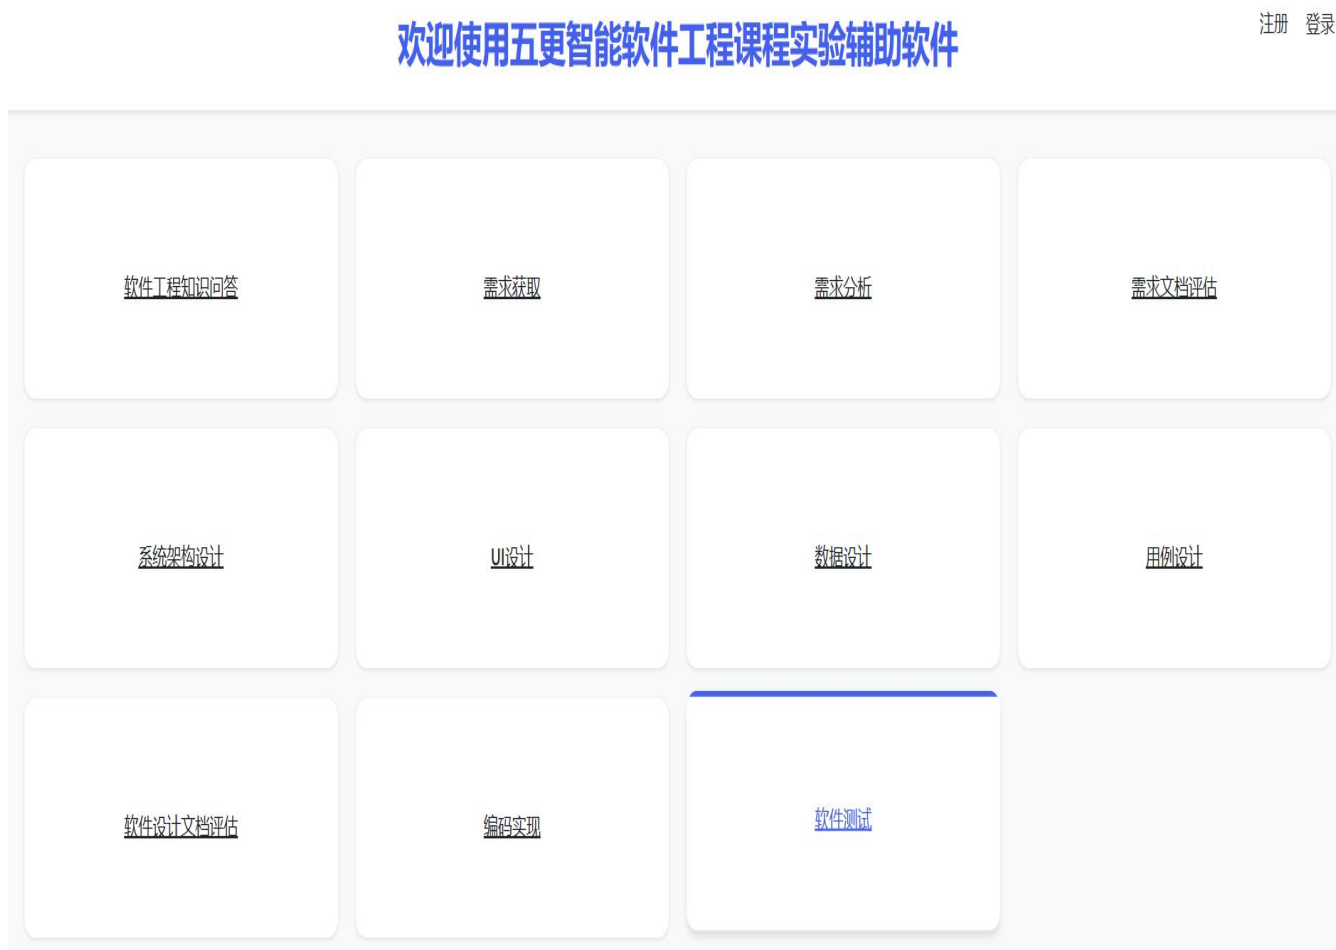 欢迎使用五更智能软件工程课程实验辅助软件
注册 登录
软件工程知识问答
需求获取
需求分析
需求文档评估
系统架构设计
UI设计
数据设计
用例设计
软件设计文档评估
编码实现
软件测试